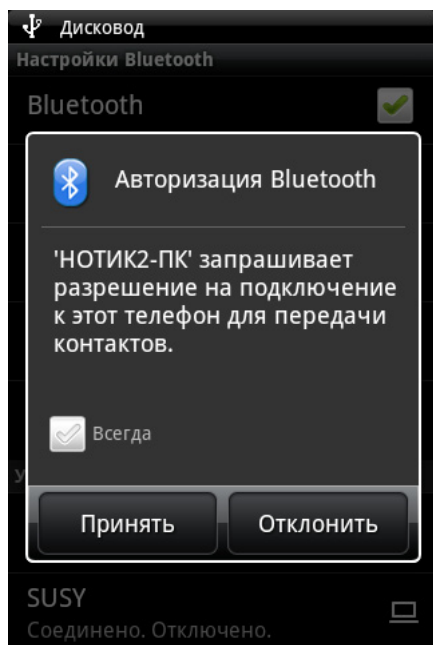 Дисковод
Настройки Bluetooth
Bluetooth
Авторизация Bluetooth
'НОТИК2-ПК' запрашивает
разрешение на подключение
к этот телефон для передачи
контактов.
Всегда
Принять
Отклонить
SUSY
Соединено. Отключено.